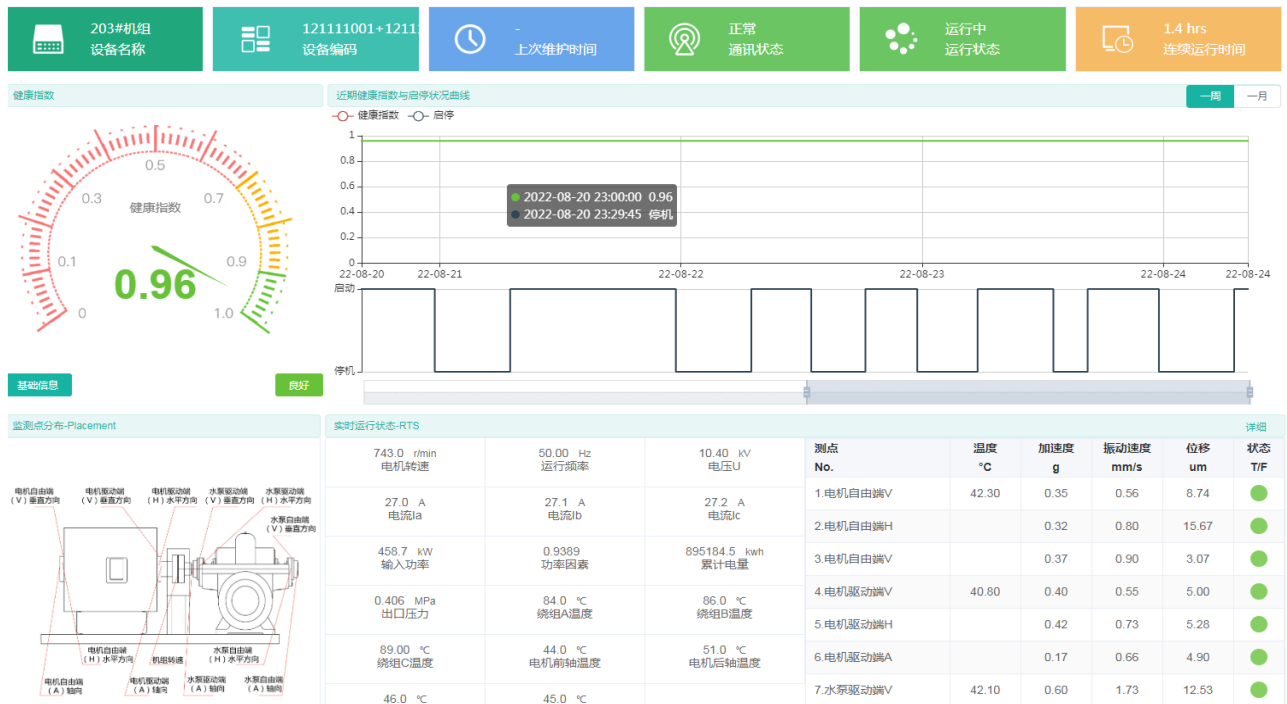 203#机组
设备名称
121111001+1211
设备编码
-
上次维护时间
正常
通讯状态
运行中
运行状态
1.4 hrs
连续运行时间
健康指数
0
0.1
0.3
0.5
0.7
0.9
1.0
健康指数
0.96
基础信息
良好
近期健康指数与启停状况曲线
一周
一月
健康指数
启停
1
0.8
0.6
0.4
0.2
0
2022-08-20 23:00:00 0.96
2022-08-20 23:29:45 停机
22-08-20
22-08-21
22-08-22
22-08-23
22-08-24
22-08-24
启动
停机
监测点分布-Placement
电机自由端
（V）垂直方向
电机驱动端
（V）垂直方向
电机驱动端
（H）水平方向
水泵驱动端
（V）垂直方向
水泵驱动端
（H）水平方向
水泵自由端
（V）垂直方向
电机自由端
（H）水平方向
机组转速
水泵自由端
（H）水平方向
电机自由端
（A）轴向
电机驱动端
（A）轴向
水泵驱动端
（A）轴向
水泵自由端
（A）轴向
实时运行状态-RTS
详细
743.0 r/min
电机转速
50.00 Hz
运行频率
10.40 kV
电压U
27.0 A
电流Ia
27.1 A
电流Ib
27.2 A
电流Ic
458.7 kW
输入功率
0.9389
功率因素
895184.5 kwh
累计电量
0.406 MPa
出口压力
84.0 ℃
绕组A温度
86.0 ℃
绕组B温度
89.00 ℃
绕组C温度
44.0 ℃
电机前轴温度
51.0 ℃
电机后轴温度
46.0 ℃
45.0 ℃
测点 温度 加速度 振动速度 位移 状态
No. °C g mm/s um T/F
1.电机自由端V 42.30 0.35 0.56 8.74
2.电机自由端H 0.32 0.80 15.67
3.电机自由端V 0.37 0.90 3.07
4.电机驱动端V 40.80 0.40 0.55 5.00
5.电机驱动端H 0.42 0.73 5.28
6.电机驱动端A 0.17 0.66 4.90
7.水泵驱动端V 42.10 0.60 1.73 12.53